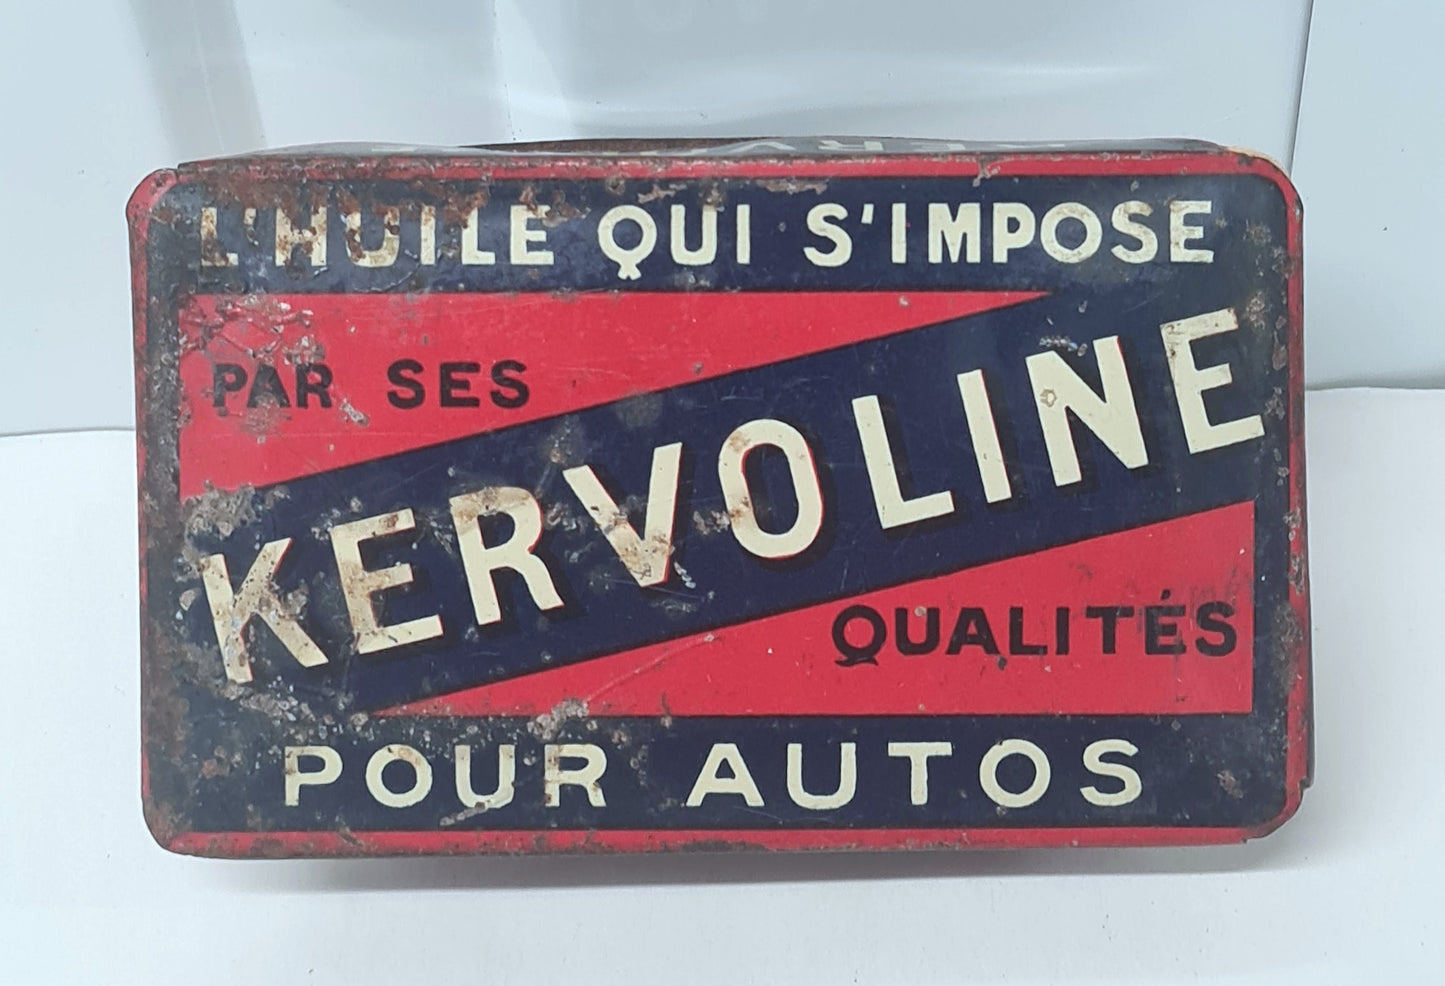 L'HUILE QUI S'IMPOSE
PAR SES
KERVOLINE
QUALITÉS
POUR AUTOS